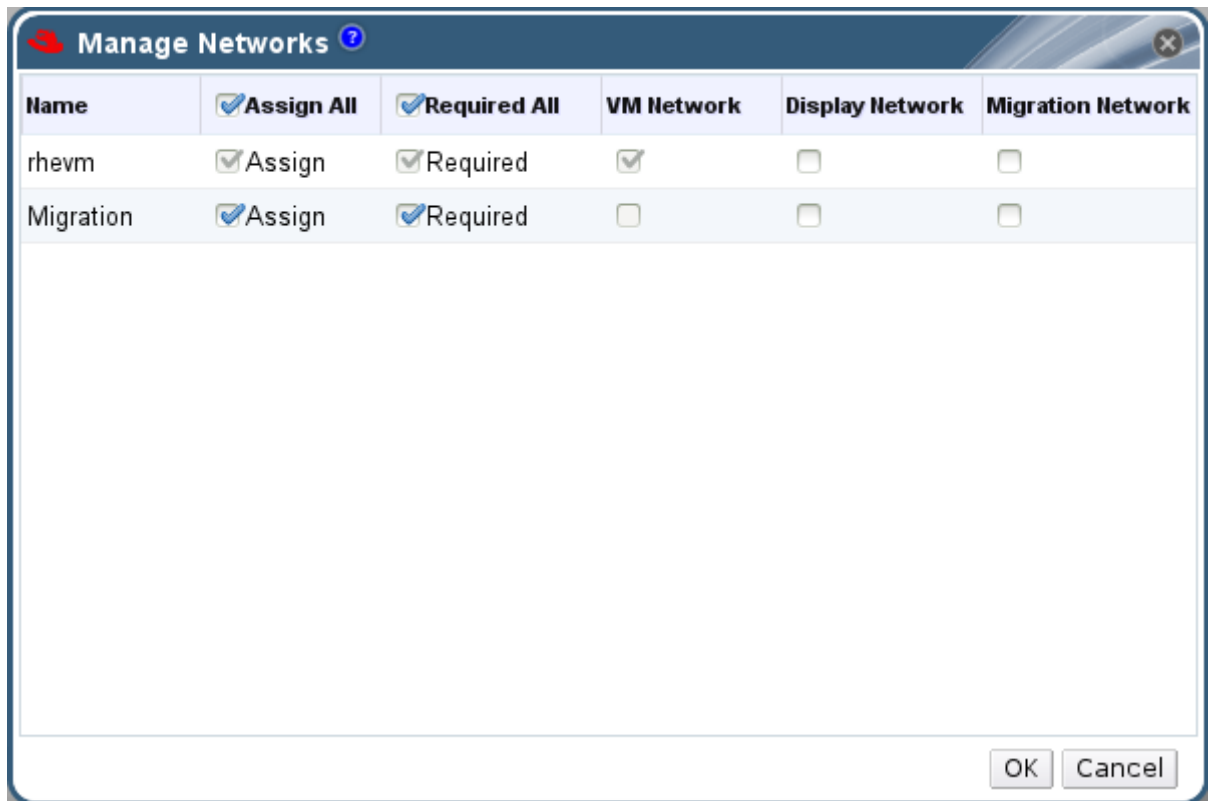 Manage Networks ?
Name Assign All Required All VM Network Display Network Migration Network
rhevm Assign Required
Migration Assign Required
OK Cancel